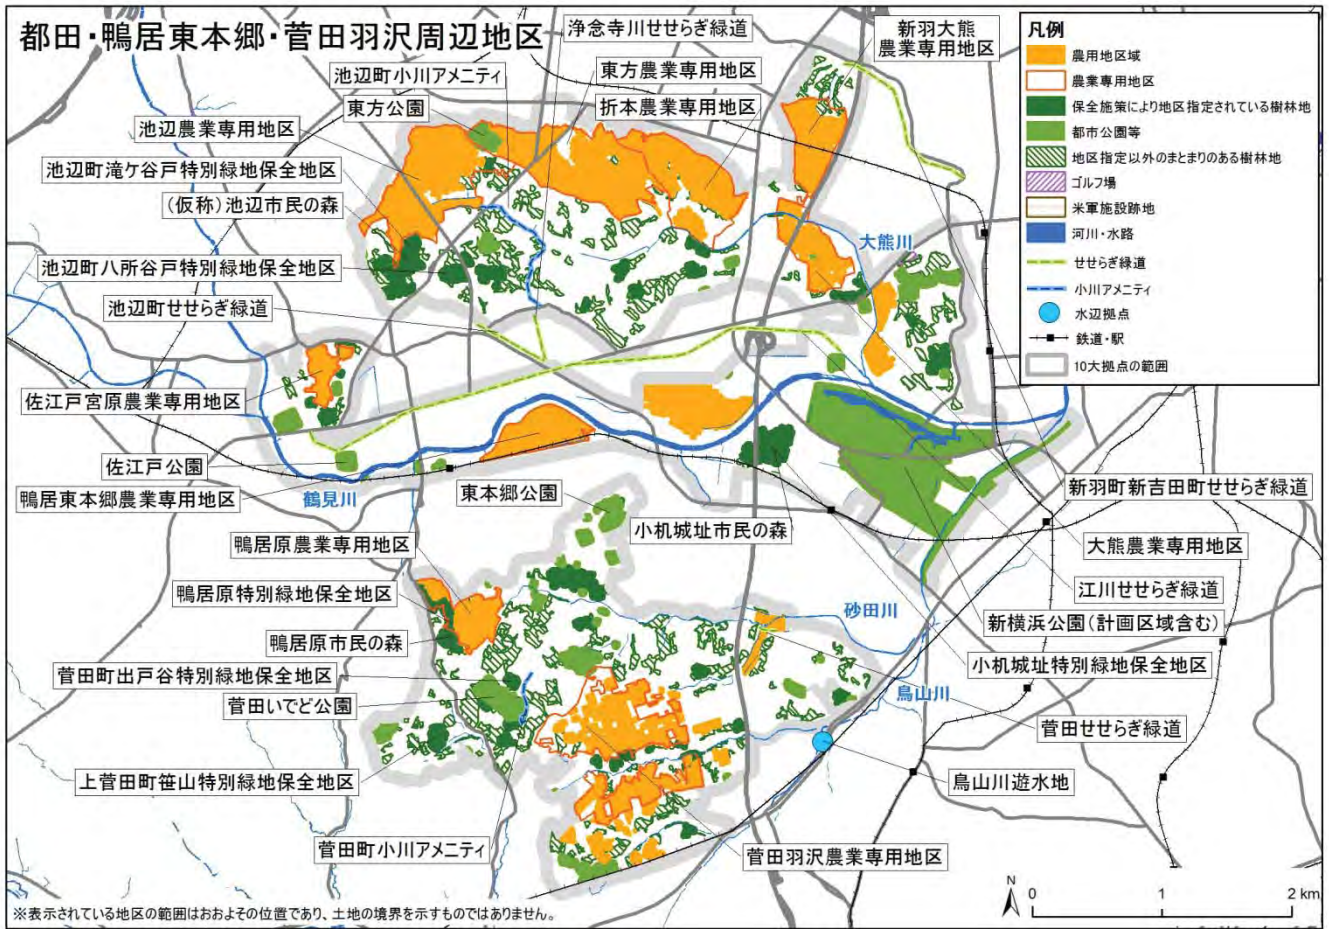 都田・鴨居東本郷・菅田羽沢周辺地区
浄念寺川せせらぎ緑道
新羽大熊
農業専用地区
池辺町小川アメニティ
東方農業専用地区
東方公園
折本農業専用地区
池辺農業専用地区
池辺町滝ケ谷戸特別緑地保全地区
(仮称)池辺市民の森
池辺町八所谷戸特別緑地保全地区
大熊川
池辺町せせらぎ緑道
佐江戸宮原農業専用地区
佐江戸公園
鴨居東本郷農業専用地区
鶴見川
東本郷公園
小机城址市民の森
新羽町新吉田町せせらぎ緑道
大熊農業専用地区
江川せせらぎ緑道
新横浜公園(計画区域含む)
小机城址特別緑地保全地区
鴨居原農業専用地区
鴨居原特別緑地保全地区
鴨居原市民の森
砂田川
菅田町出戸谷特別緑地保全地区
菅田いでど公園
鳥山川
菅田せせらぎ緑道
上菅田町笹山特別緑地保全地区
鳥山川遊水地
菅田町小川アメニティ
菅田羽沢農業専用地区
凡例
農用地区域
農業専用地区
保全施策により地区指定されている樹林地
都市公園等
地区指定以外のまとまりのある樹林地
ゴルフ場
米軍施設跡地
河川・水路
せせらぎ緑道
小川アメニティ
水辺拠点
鉄道・駅
10大拠点の範囲
N
0 1 2 km
※表示されている地区の範囲はおおよその位置であり、土地の境界を示すものではありません。